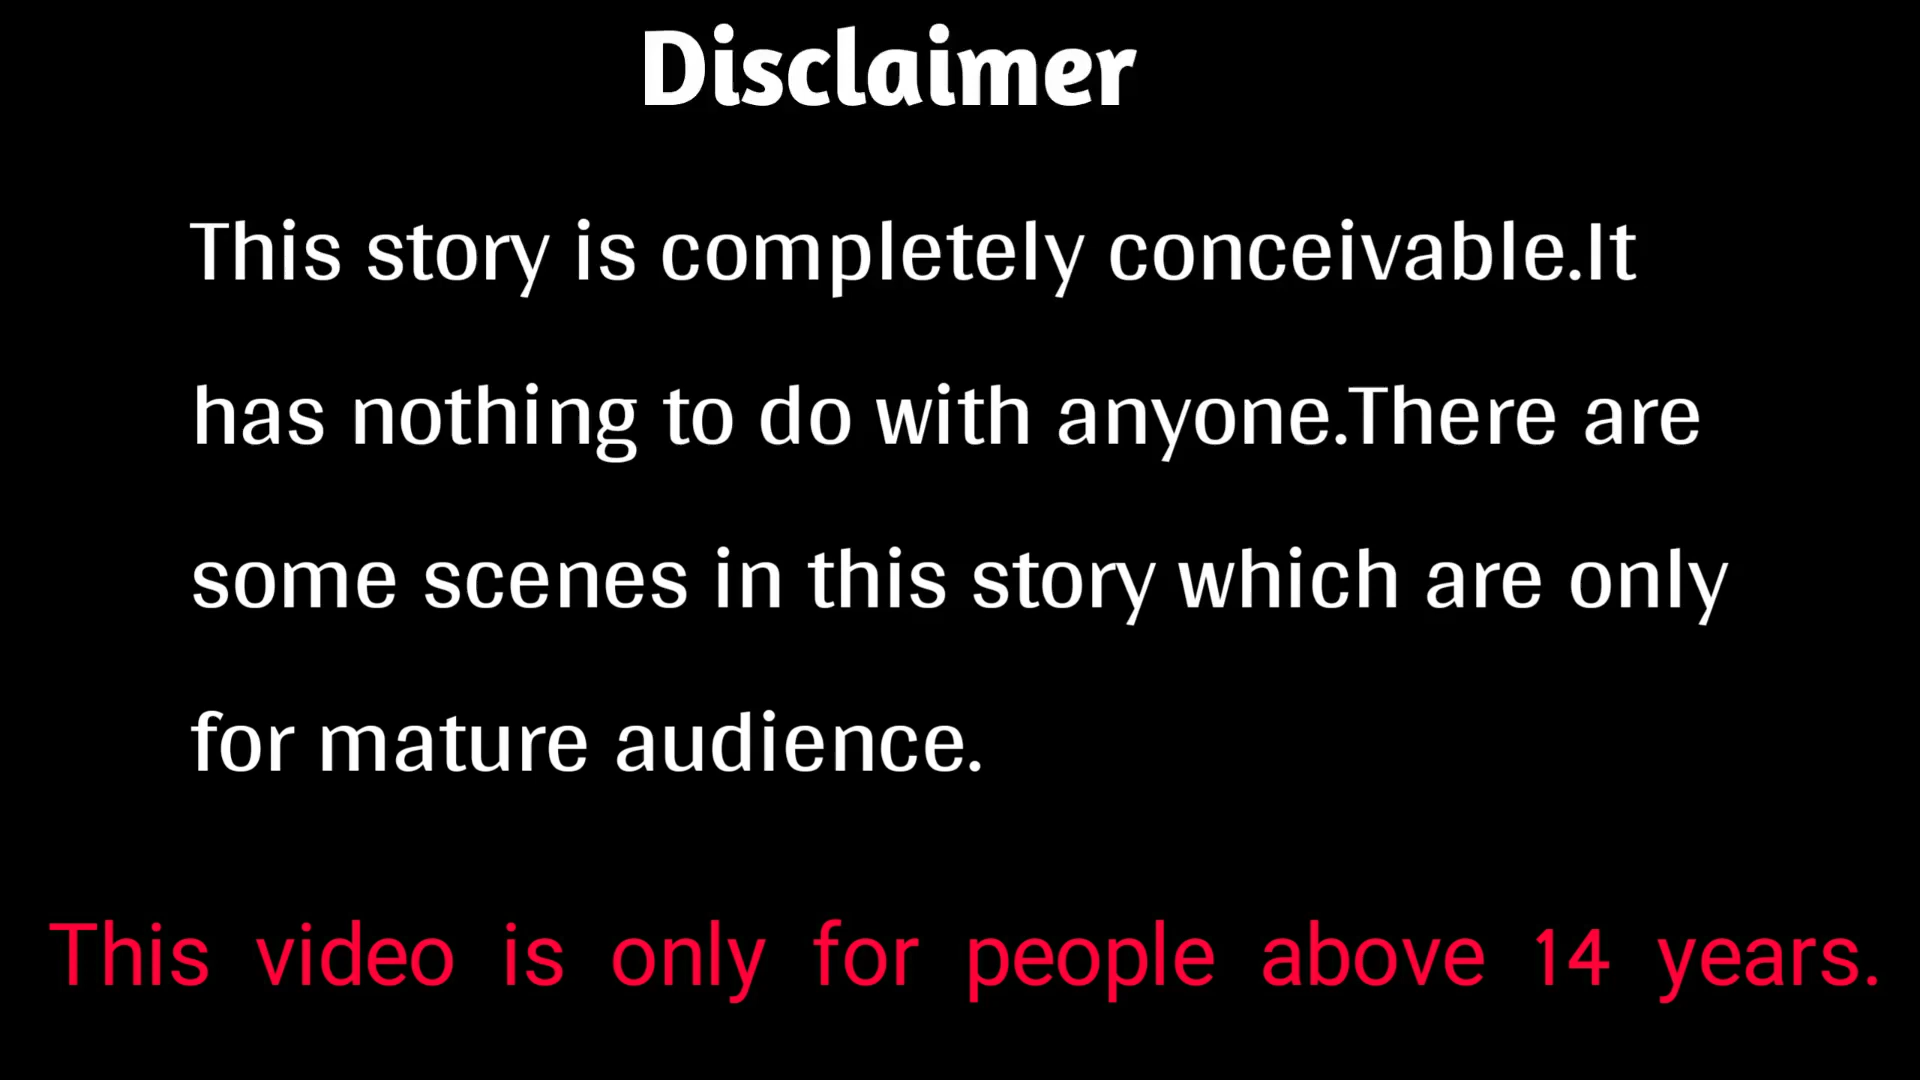 Disclaimer
This story is completely conceivable.It
has nothing to do with anyone.There are
some scenes in this story which are only
for mature audience.
This video is only for people above 14 years.